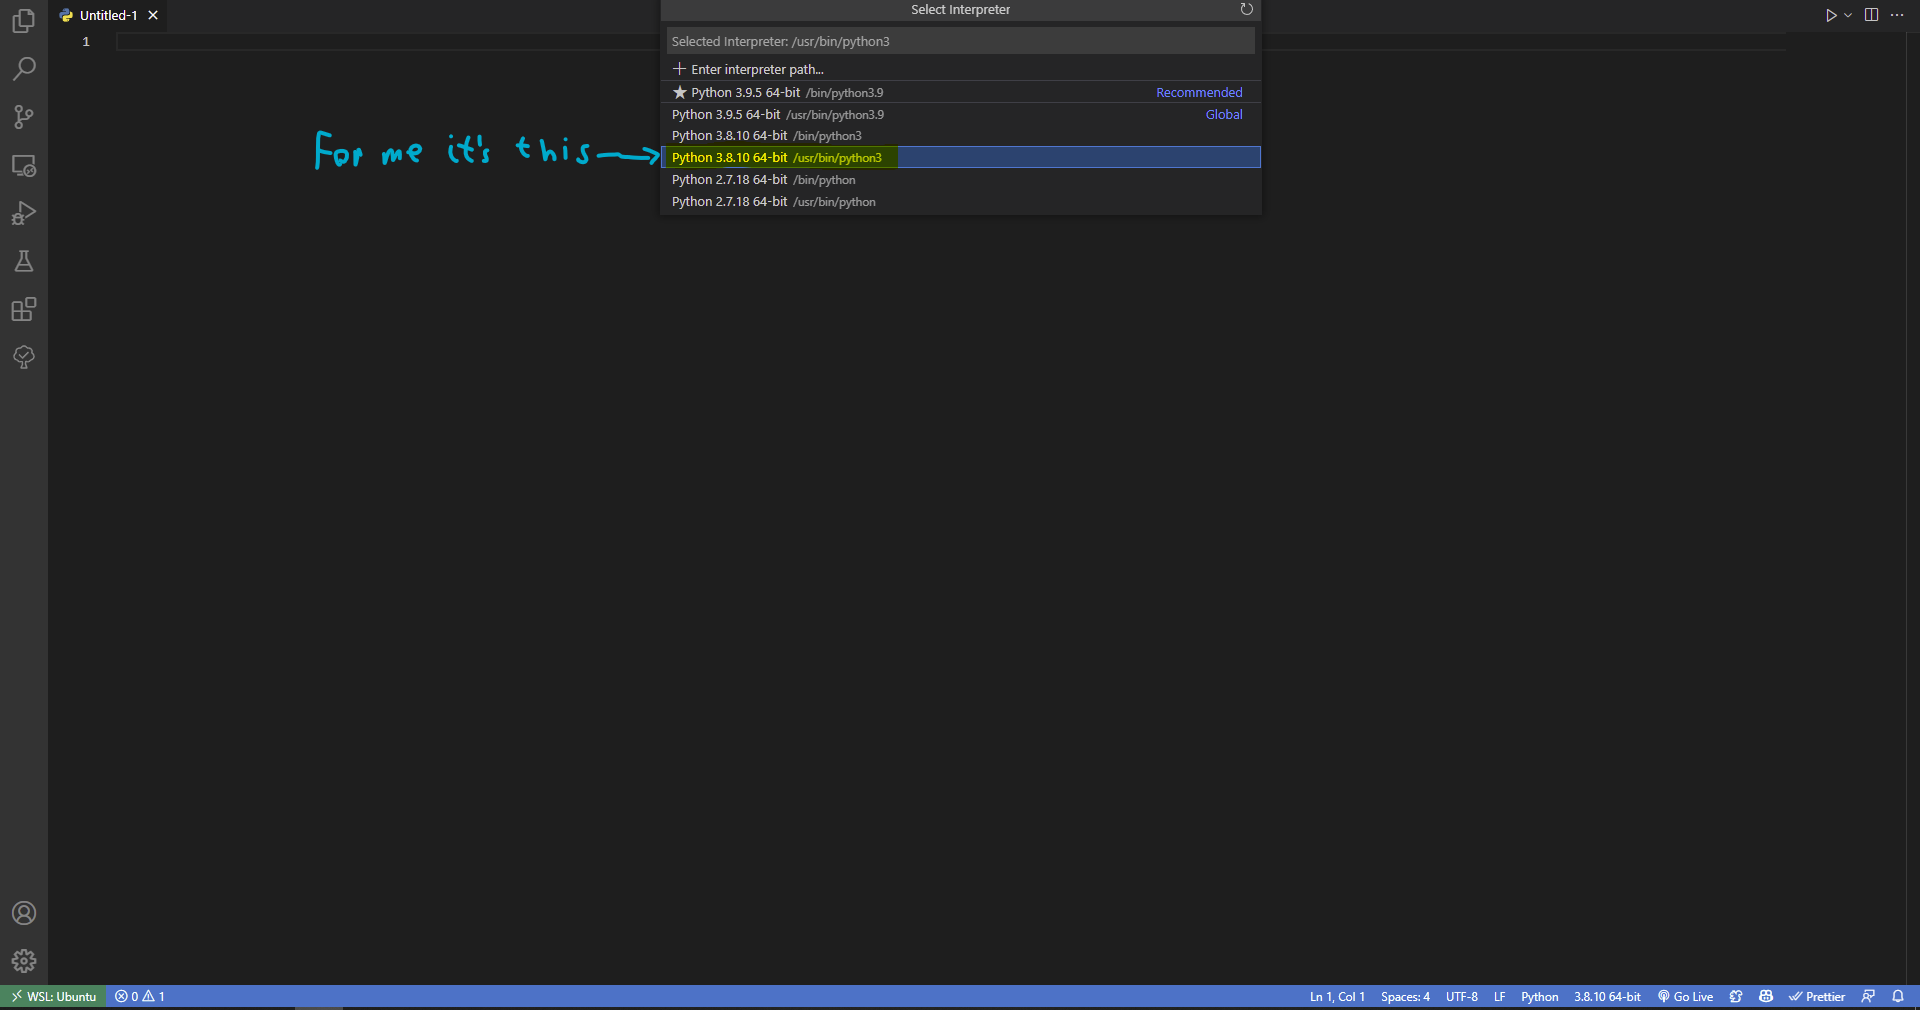 Untitled-1
Select Interpreter
1
Selected Interpreter: /usr/bin/python3
Enter interpreter path...
Python 3.9.5 64-bit /bin/python3.9 Recommended
Python 3.9.5 64-bit /usr/bin/python3.9 Global
Python 3.8.10 64-bit /bin/python3
For me it's this
Python 3.8.10 64-bit /usr/bin/python3
Python 2.7.18 64-bit /bin/python
Python 2.7.18 64-bit /usr/bin/python
WSL: Ubuntu 0 1 Ln 1, Col 1 Spaces: 4 UTF-8 LF Python 3.8.10 64-bit Go Live Prettier